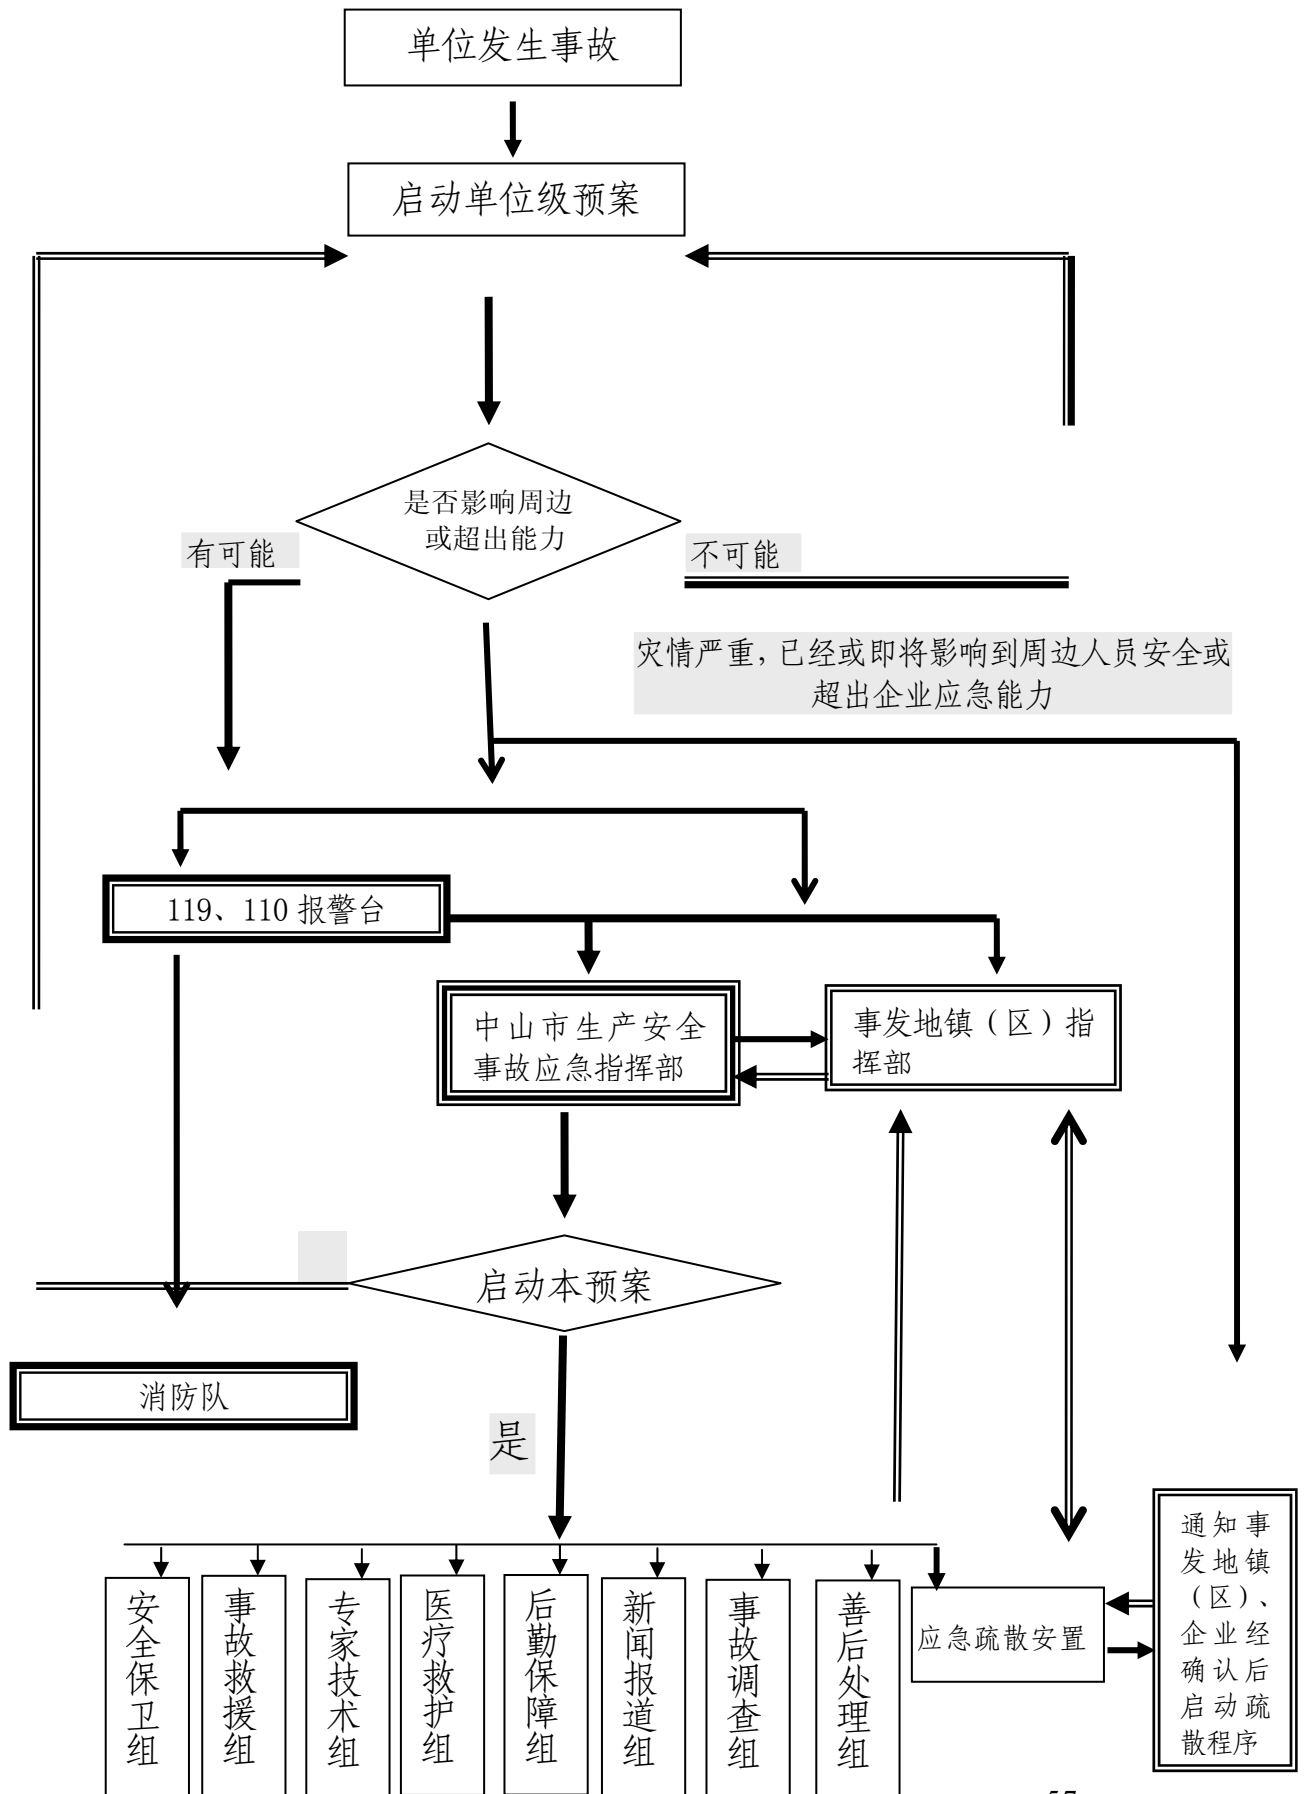 单位发生事故
启动单位级预案
是否影响周边
或超出能力
有可能
不可能
灾情严重，已经或即将影响到周边人员安全或
超出企业应急能力
119、110 报警台
中山市生产安全
事故应急指挥部
事发地镇（区）指
挥部
启动本预案
消防队
是
安全保卫组
事故救援组
专家技术组
医疗救护组
后勤保障组
新闻报道组
事故调查组
善后处理组
应急疏散安置
通知事
发地镇
（区）、
企业经
确认后
启动疏
散程序